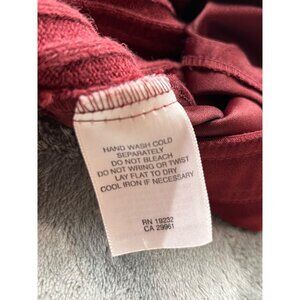 HAND WASH COLD
SEPARATELY
DO NOT BLEACH
DO NOT WRING OR TWIST
LAY FLAT TO DRY
COOL IRON IF NECESSARY
RN 19232
CA 29961